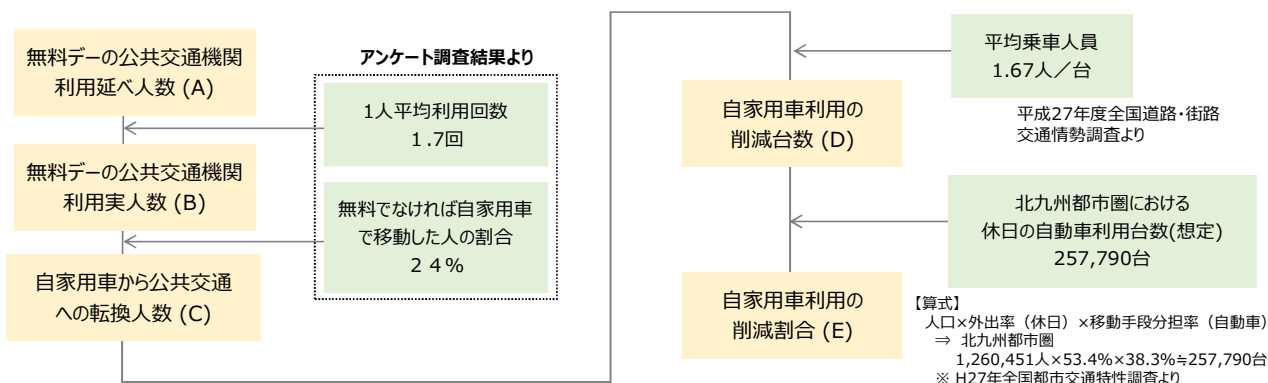 無料デーの公共交通機関
利用延べ人数 (A)
アンケート調査結果より
1人平均利用回数
1.7回
無料デーの公共交通機関
利用実人数 (B)
無料でなければ自家用車
で移動した人の割合
24%
自家用車から公共交通
への転換人数 (C)
平均乗車人員
1.67人／台
平成27年度全国道路・街路
交通情勢調査より
自家用車利用の
削減台数 (D)
北九州都市圏における
休日の自動車利用台数(想定)
257,790台
自家用車利用の
削減割合 (E)
【算式】
人口×外出率（休日）×移動手段分担率（自動車）
⇒ 北九州都市圏
1,260,451人×53.4%×38.3%≒257,790台
※ H27年全国都市交通特性調査より